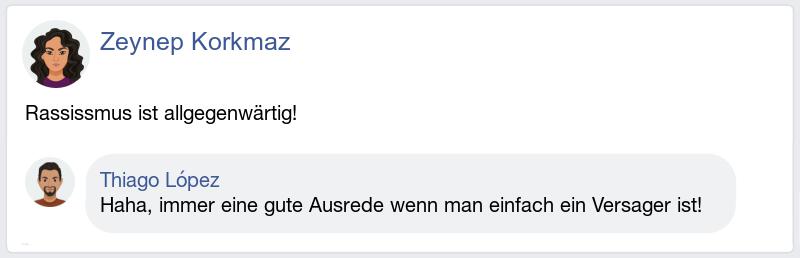 Zeynep Korkmaz
Rassissmus ist allgegenwärtig!
Thiago López
Haha, immer eine gute Ausrede wenn man einfach ein Versager ist!